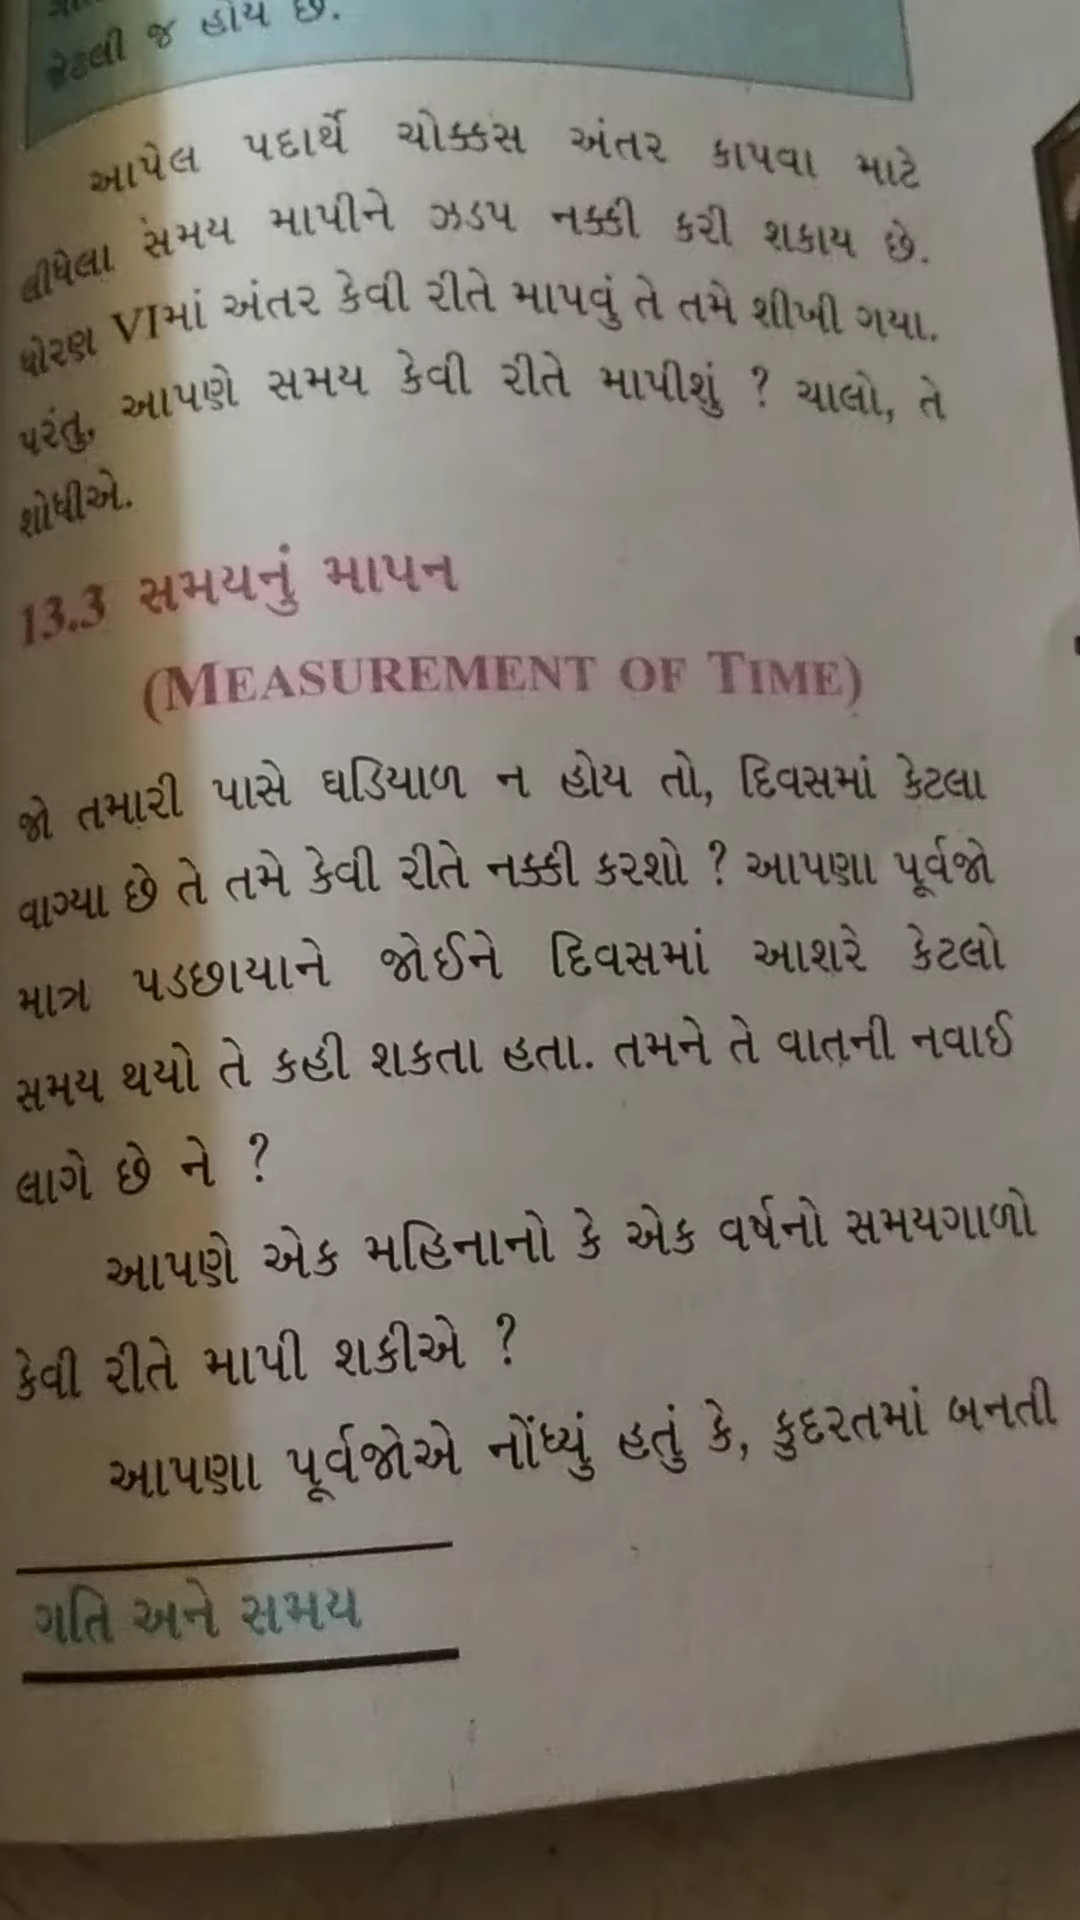 જ હોય છે.
આપેલ પદાર્થે ચોક્કસ અંતર કાપવા માટે
લીધેલા સમય માપીને ઝડપ નક્કી કરી શકાય છે.
ધોરણ VIમાં અંતર કેવી રીતે માપવું તે તમે શીખી ગયા.
પરંતુ, આપણે સમય કેવી રીતે માપીશું ? ચાલો, તે
શોધીએ.
13.3 સમયનું માપન
(MEASUREMENT OF TIME)
જો તમારી પાસે ઘડિયાળ ન હોય તો, દિવસમાં કેટલા
વાગ્યા છે તે તમે કેવી રીતે નક્કી કરશો ? આપણા પૂર્વજો
માત્ર પડછાયાને જોઈને દિવસમાં આશરે કેટલો
સમય થયો તે કહી શકતા હતા. તમને તે વાતની નવાઈ
લાગે છે ને ?
આપણે એક મહિનાનો કે એક વર્ષનો સમયગાળો
કેવી રીતે માપી શકીએ ?
આપણા પૂર્વજોએ નોંધ્યું હતું કે, કુદરતમાં બનતી
ગતિ અને સમય